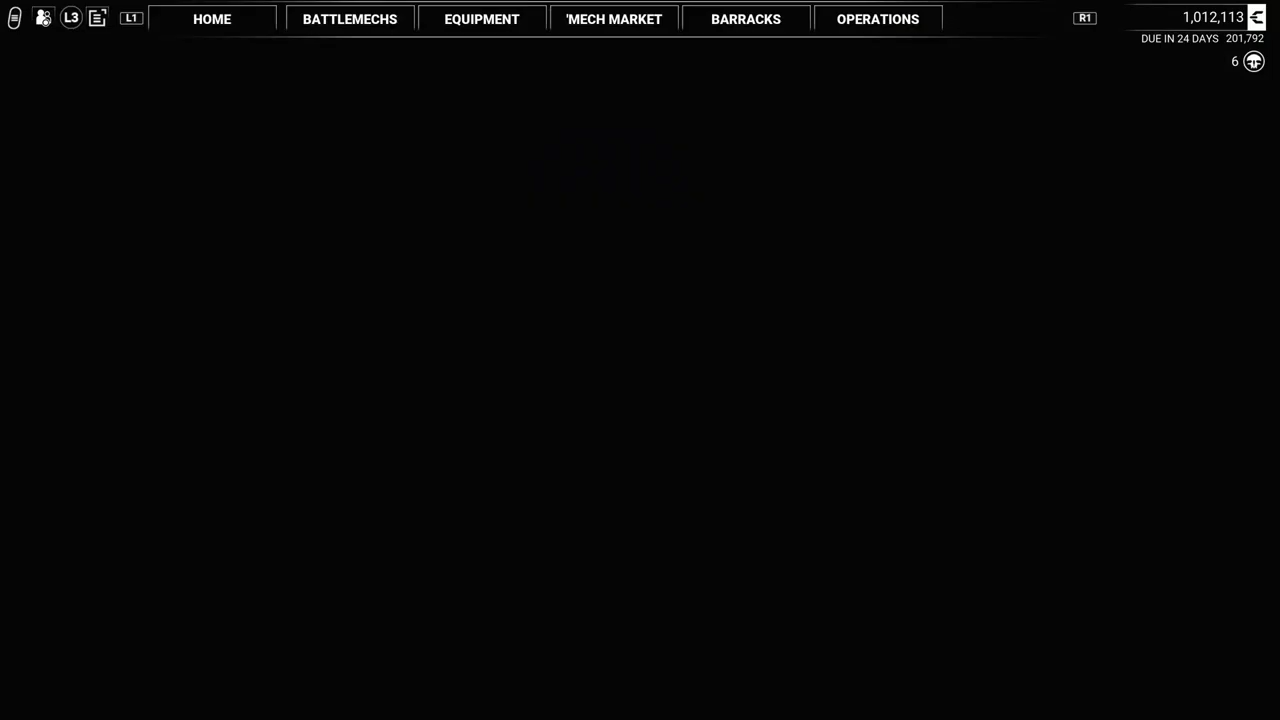 L3 L1 HOME BATTLEMECHS EQUIPMENT 'MECH MARKET BARRACKS OPERATIONS R1 1,012,113
DUE IN 24 DAYS 201,792
6